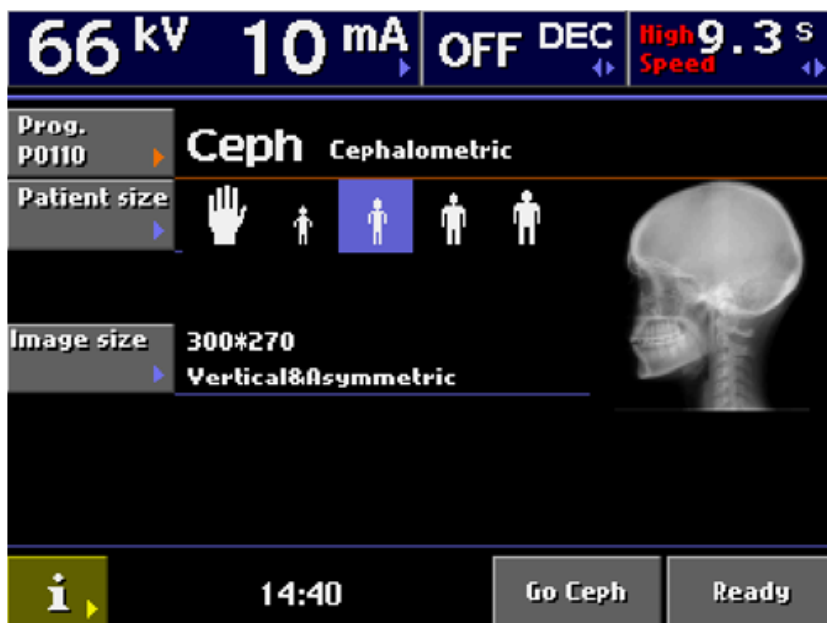 66 kV 10 mA OFF DEC High Speed 9.3 s
Prog.
P0110
Ceph Cephalometric
Patient size
Image size
300*270
Vertical&Asymmetric
i 14:40 Go Ceph Ready